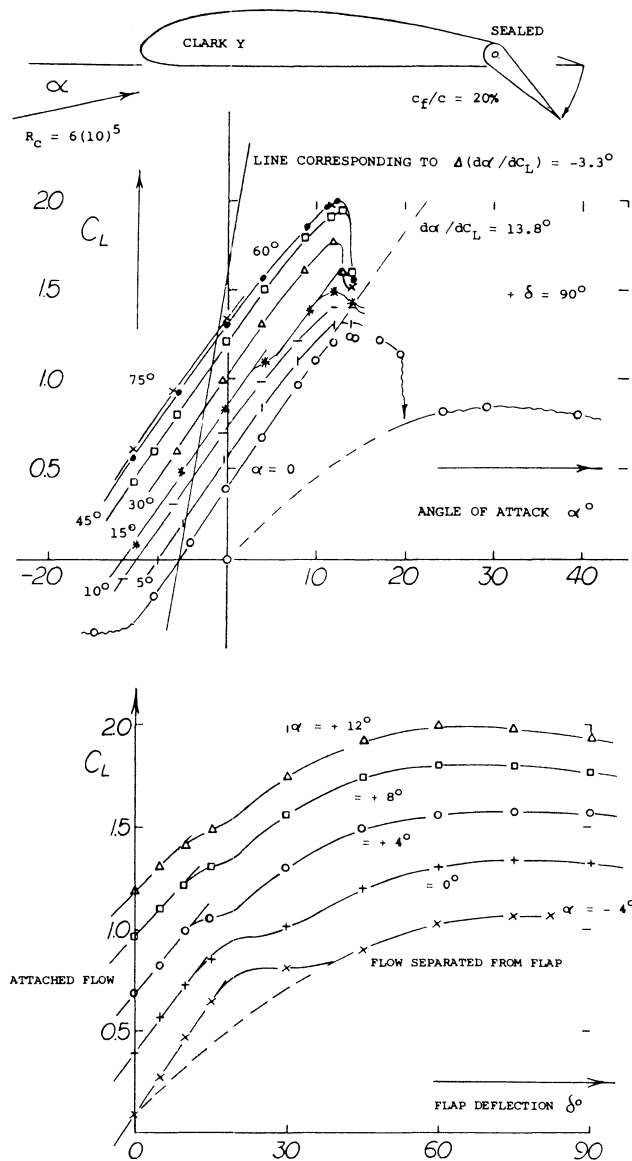 SEALED
CLARK Y
α
c_f/c = 20%
R_C = 6(10)^5
LINE CORRESPONDING TO Δ(dα/dC_L) = -3.3°
C_L
2.0
60°
dα/dC_L = 13.8°
1.5
+ δ = 90°
75°
1.0
0.5
α = 0
45°
30°
15°
ANGLE OF ATTACK α°
10°
5°
-20
0
10
20
30
40
2.0
α = + 12°
C_L
= + 8°
1.5
= + 4°
= 0°
α = - 4°
1.0
ATTACHED FLOW
FLOW SEPARATED FROM FLAP
0.5
FLAP DEFLECTION δ°
0
30
60
90